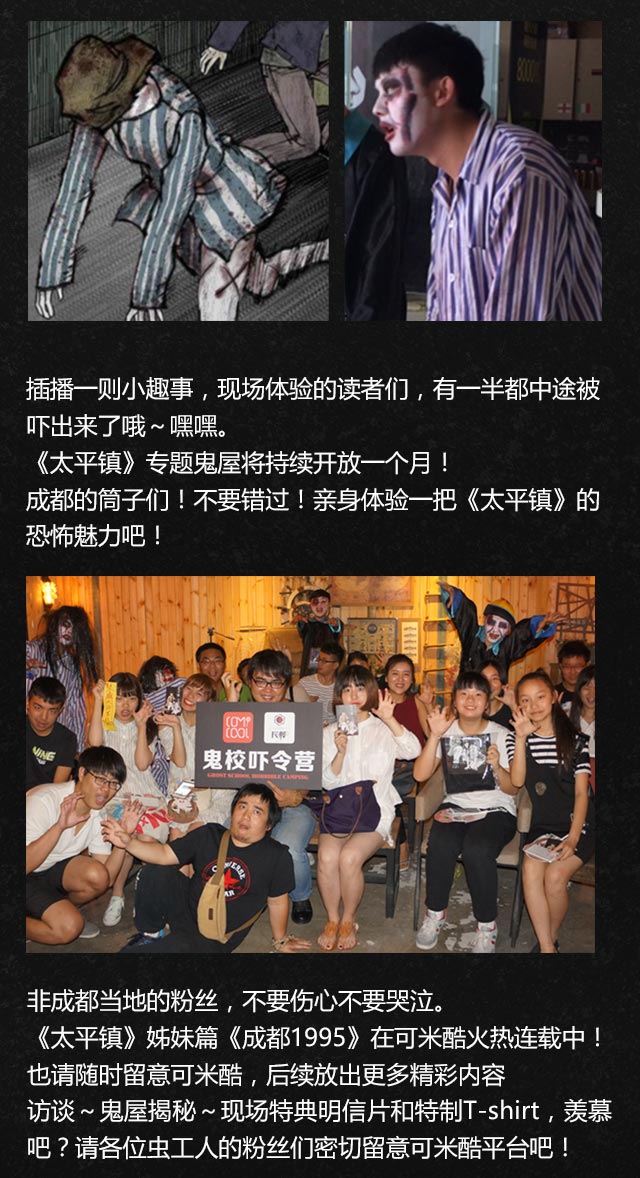 插播一则小趣事，现场体验的读者们，有一半都中途被
吓出来了哦～嘿嘿。
《太平镇》专题鬼屋将持续开放一个月！
成都的筒子们！不要错过！亲身体验一把《太平镇》的
恐怖魅力吧！
COMI
COOL
鬼校吓令营
GHOST SCHOOL HORRIBLE CAMPING
CONVERSE
非成都当地的粉丝，不要伤心不要哭泣。
《太平镇》姊妹篇《成都1995》在可米酷火热连载中！
也请随时留意可米酷，后续放出更多精彩内容
访谈～鬼屋揭秘～现场特典明信片和特制T-shirt，羡慕
吧？请各位虫工人的粉丝们密切留意可米酷平台吧！